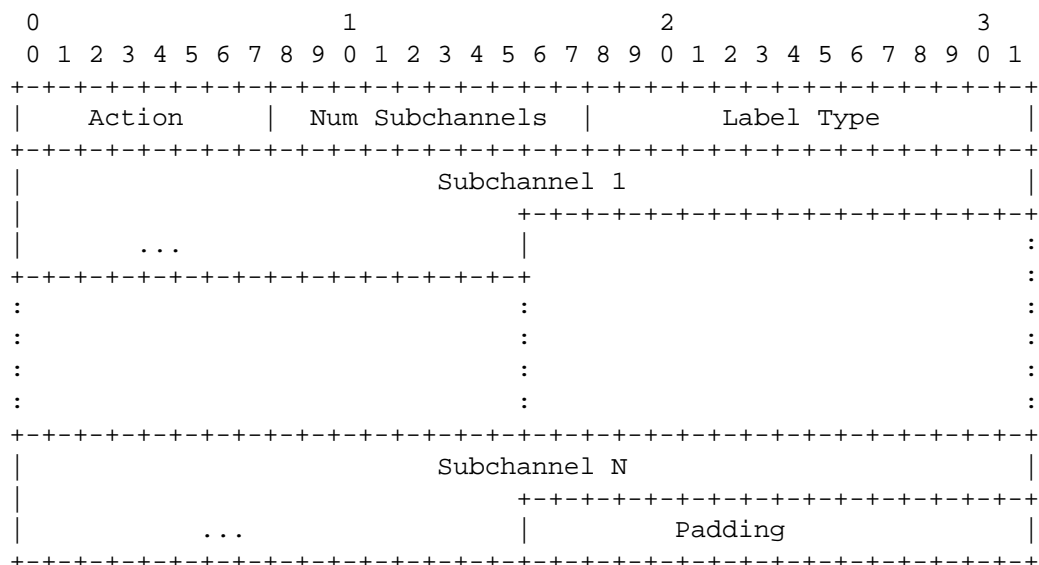 0                   1                   2                   3
 0 1 2 3 4 5 6 7 8 9 0 1 2 3 4 5 6 7 8 9 0 1 2 3 4 5 6 7 8 9 0 1
+-+-+-+-+-+-+-+-+-+-+-+-+-+-+-+-+-+-+-+-+-+-+-+-+-+-+-+-+-+-+-+-+
|    Action     |  Num Subchannels  |        Label Type         |
+-+-+-+-+-+-+-+-+-+-+-+-+-+-+-+-+-+-+-+-+-+-+-+-+-+-+-+-+-+-+-+-+
|                          Subchannel 1                         |
|                               +-+-+-+-+-+-+-+-+-+-+-+-+-+-+-+-+
|       ...                     |                               :
+-+-+-+-+-+-+-+-+-+-+-+-+-+-+-+-+                               :
:                               :                               :
:                               :                               :
:                               :                               :
:                               :                               :
+-+-+-+-+-+-+-+-+-+-+-+-+-+-+-+-+-+-+-+-+-+-+-+-+-+-+-+-+-+-+-+-+
|                          Subchannel N                         |
|                               +-+-+-+-+-+-+-+-+-+-+-+-+-+-+-+-+
|           ...                 |         Padding               |
+-+-+-+-+-+-+-+-+-+-+-+-+-+-+-+-+-+-+-+-+-+-+-+-+-+-+-+-+-+-+-+-+